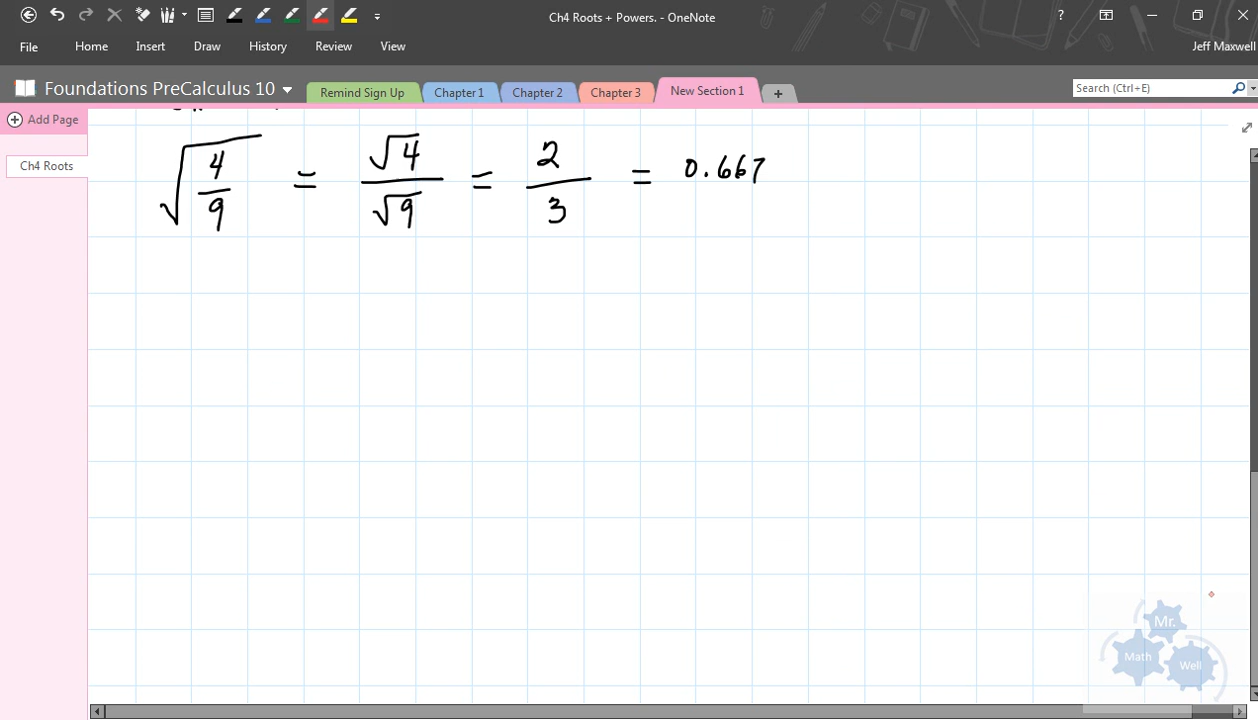 Ch4 Roots + Powers. - OneNote
?
File Home Insert Draw History Review View
Jeff Maxwell
Foundations PreCalculus 10
Remind Sign Up Chapter 1 Chapter 2 Chapter 3 New Section 1 +
Search (Ctrl+E)
Add Page
Ch4 Roots
√(4/9) = √4/√9 = 2/3 = 0.667
Mr.
Math
Well